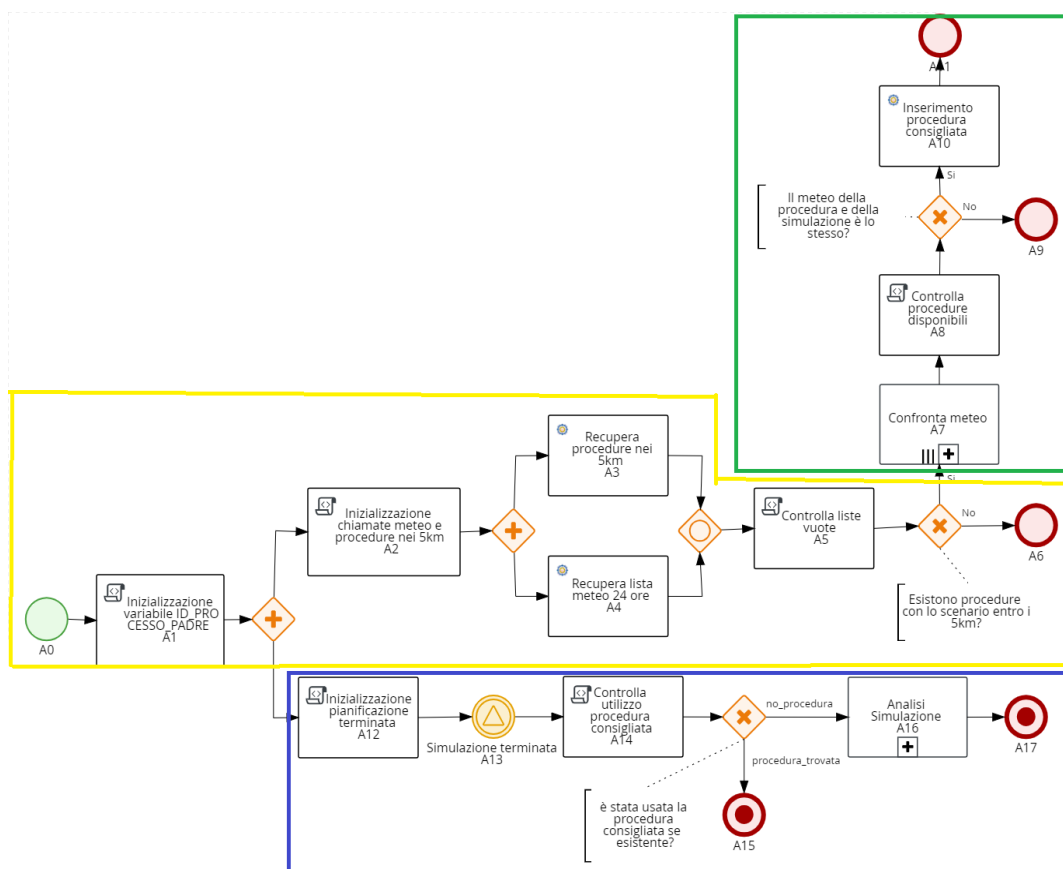 A11
Inserimento
procedura
consigliata
A10
Si
Il meteo della
procedura e della
simulazione è lo
stesso?
No
A9
Controlla
procedure
disponibili
A8
Confronta meteo
A7
Si
Recupera
procedure nei
5km
A3
Inizializzazione
chiamate meteo e
procedure nei 5km
A2
Controlla liste
vuote
A5
No
A6
Recupera lista
meteo 24 ore
A4
Esistono procedure
con lo scenario entro i
5km?
Inizializzazione
variabile ID_PRO
CESSO_PADRE
A1
A0
Inizializzazione
pianificazione
terminata
A12
Simulazione terminata
A13
Controlla
utilizzo
procedura
consigliata
A14
no_procedura
Analisi
Simulazione
A16
A17
procedura_trovata
è stata usata la
procedura
consigliata se
esistente?
A15